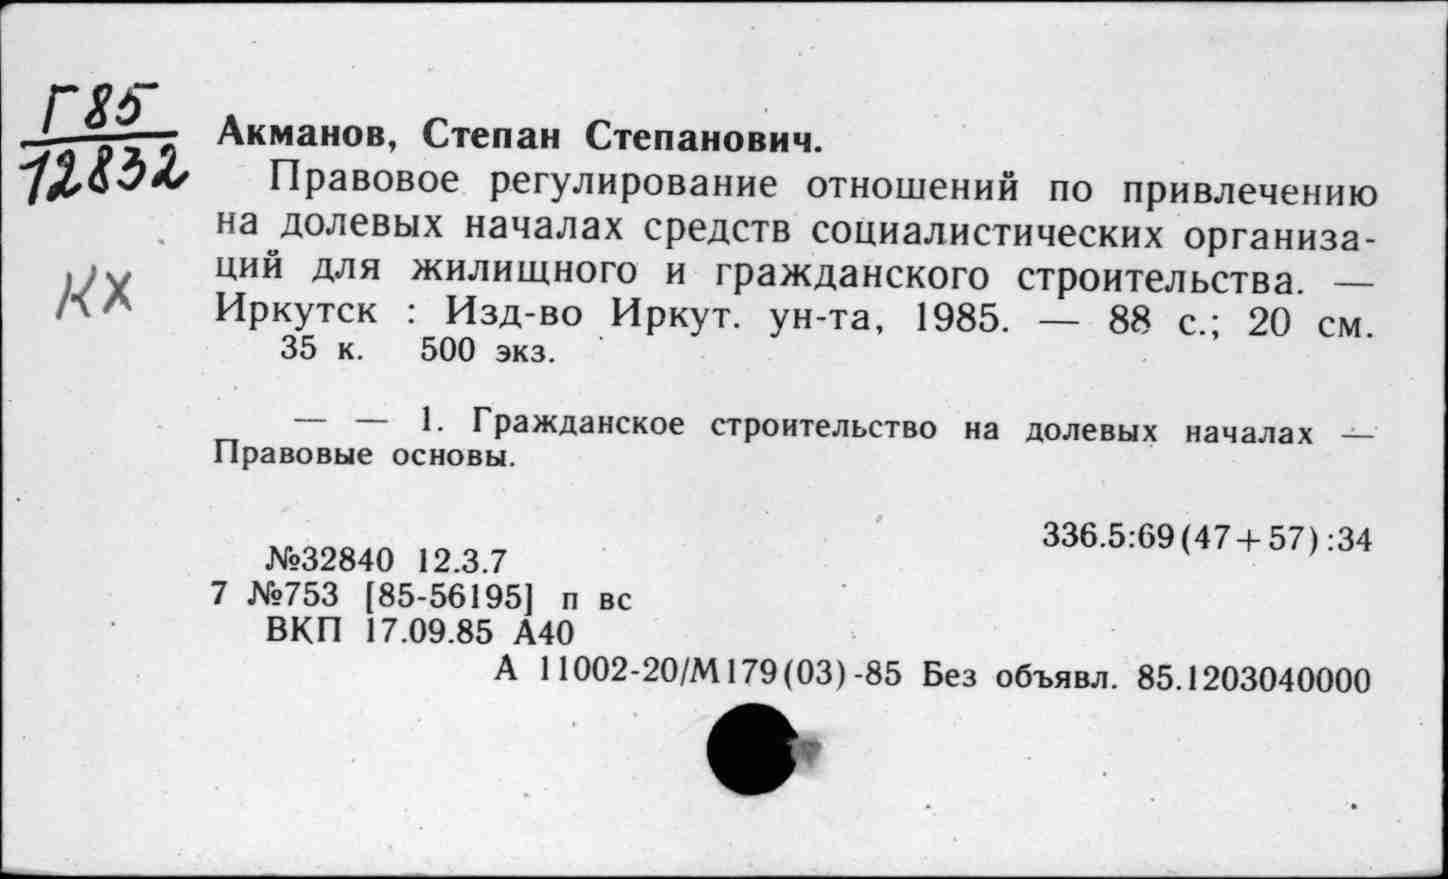 Г85
12832
КХ
Акманов, Степан Степанович.
Правовое регулирование отношений по привлечению
на долевых началах средств социалистических организа-
ций для жилищного и гражданского строительства. —
Иркутск : Изд-во Иркут. ун-та, 1985. — 88 с.; 20 см.
35 к. 500 экз.
— — 1. Гражданское строительство на долевых началах —
Правовые основы.
336.5:69(47+57):34
№32840 12.3.7
7 №753 [85-56195] п вс
ВКП 17.09.85 А40
А 11002-20/М179(03)-85 Без объявл. 85.1203040000